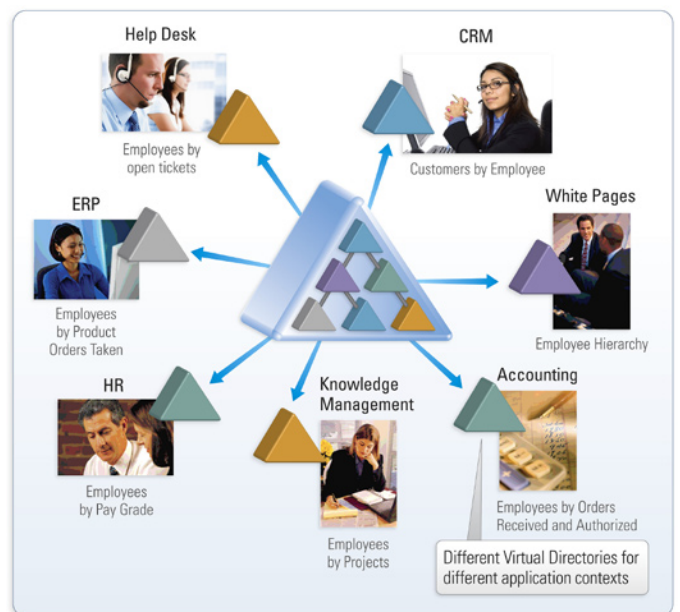 Help Desk
Employees by
open tickets
CRM
Customers by Employee
ERP
Employees
by Product
Orders Taken
White Pages
Employee Hierarchy
HR
Employees
by Pay Grade
Knowledge
Management
Employees
by Projects
Accounting
Employees by Orders
Received and Authorized
Different Virtual Directories for
different application contexts